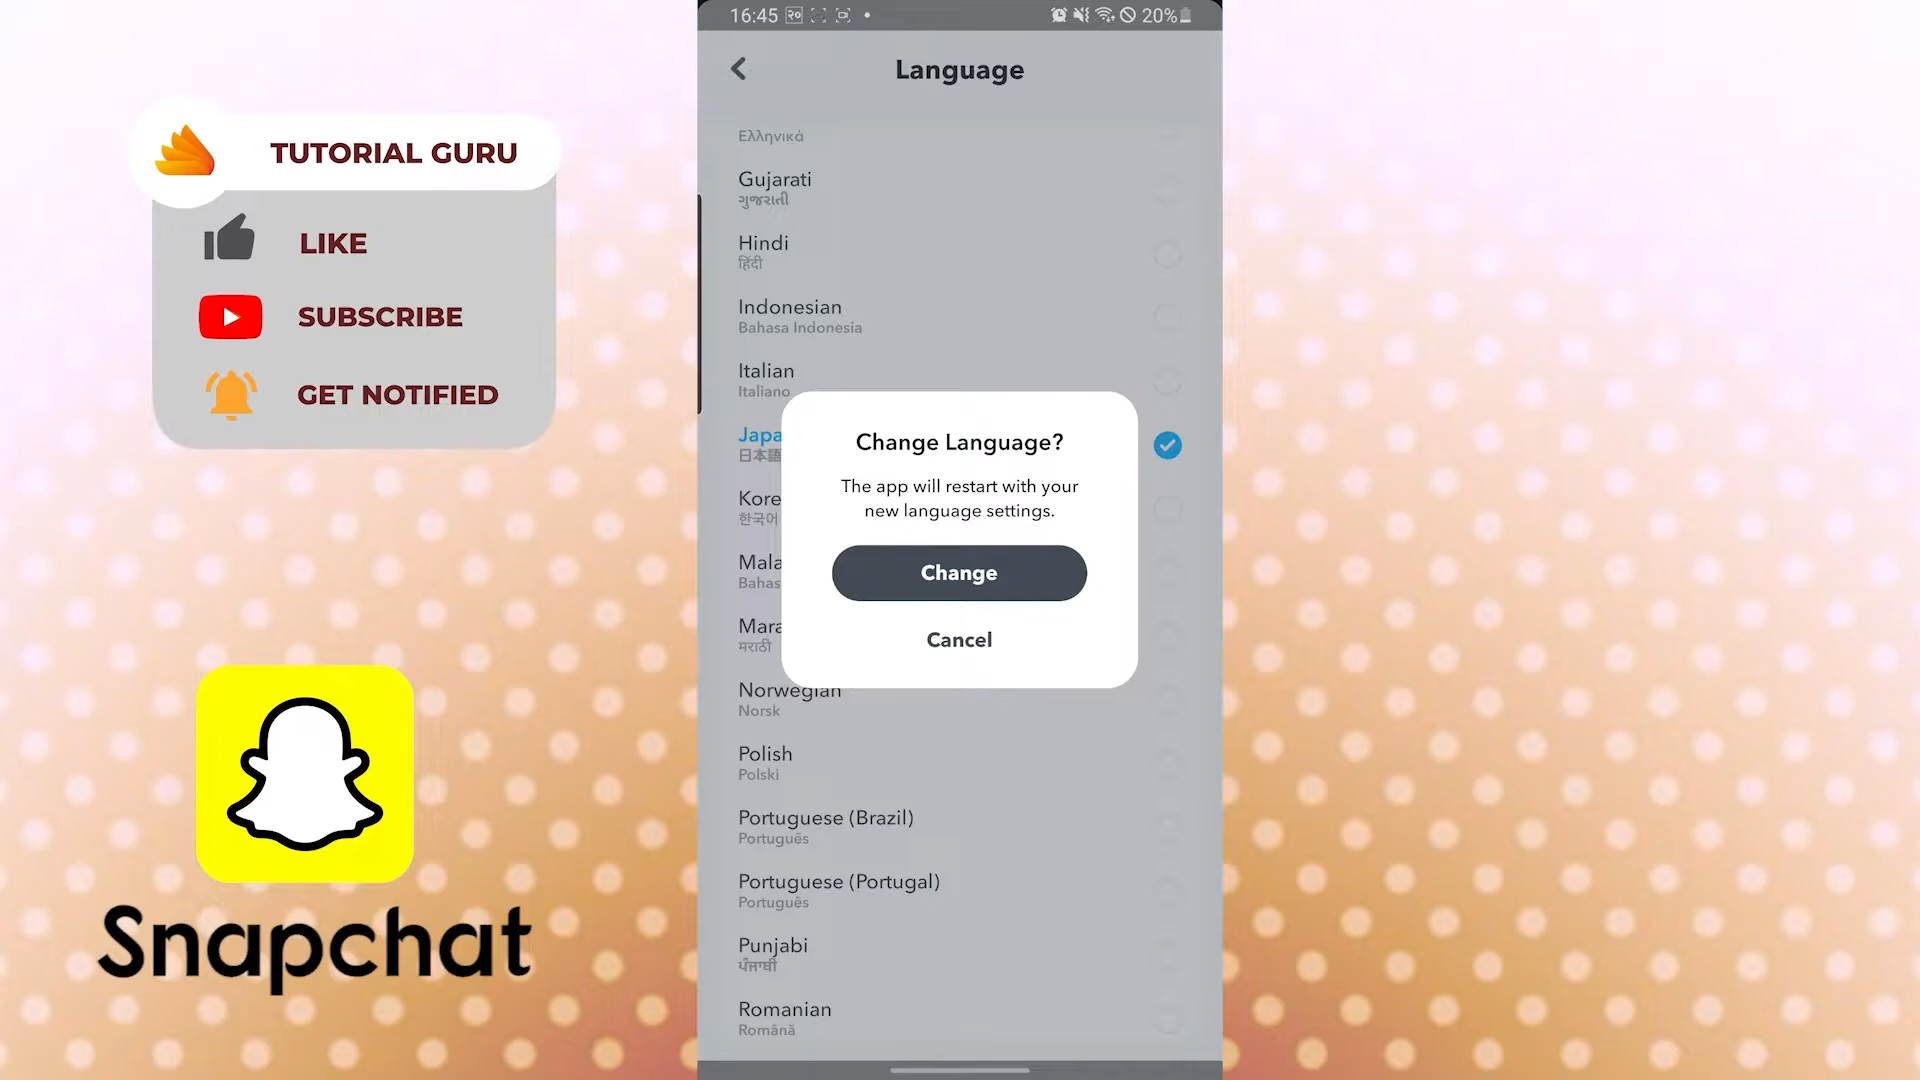 TUTORIAL GURU
LIKE
SUBSCRIBE
GET NOTIFIED
Snapchat
16:45
20%
Language
Ελληνικά
Gujarati
ગુજરાતી
Hindi
हिंदी
Indonesian
Bahasa Indonesia
Italian
Italiano
Japa
日本語
Kore
한국어
Mala
Bahas
Mara
मराठी
Norwegian
Norsk
Polish
Polski
Portuguese (Brazil)
Português
Portuguese (Portugal)
Português
Punjabi
ਪੰਜਾਬੀ
Romanian
Română
Change Language?
The app will restart with your
new language settings.
Change
Cancel